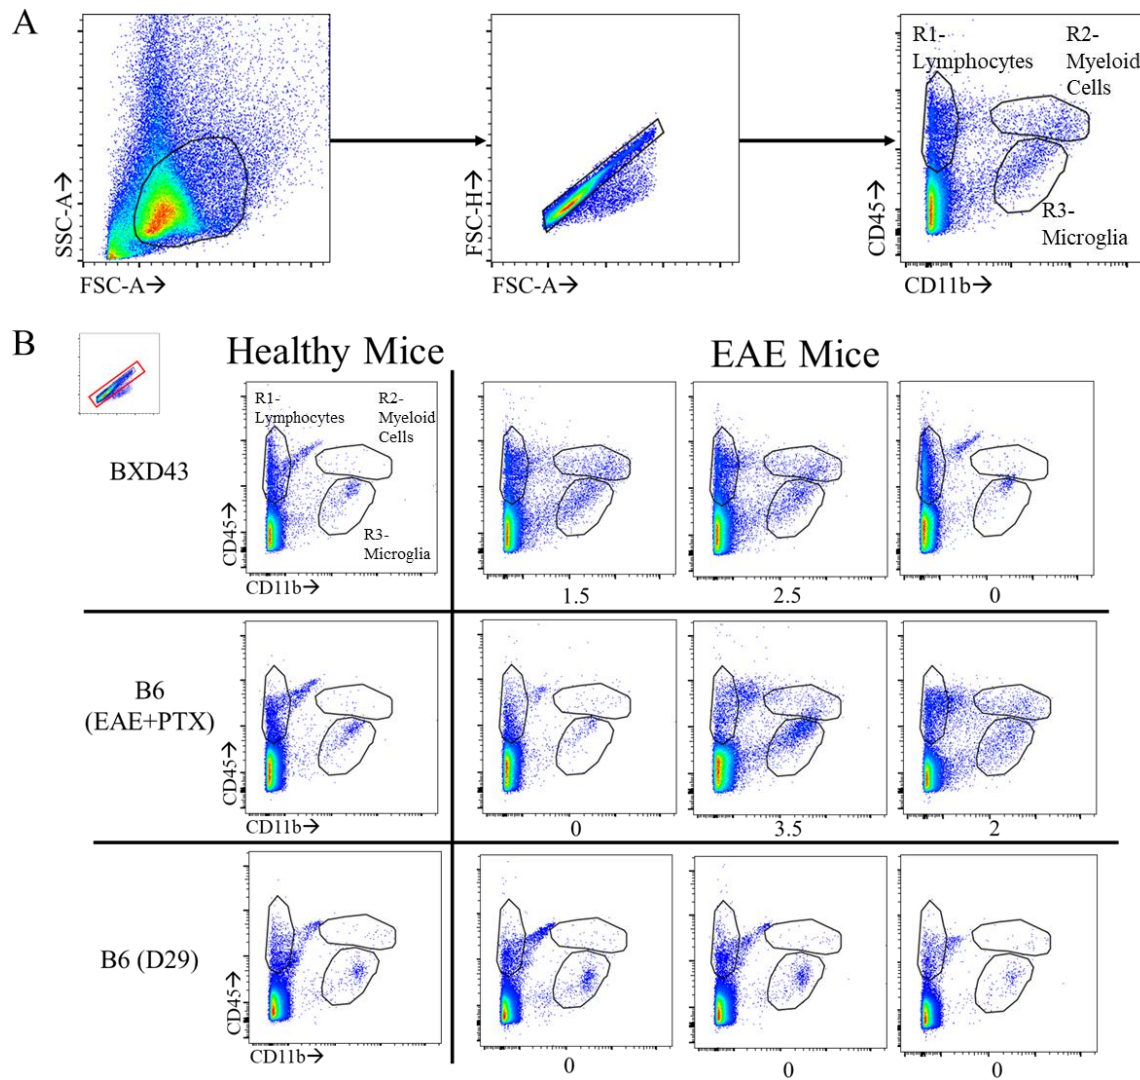 A
SSC-A→
FSC-A→
FSC-H→
FSC-A→
R1-
Lymphocytes
R2-
Myeloid
Cells
R3-
Microglia
CD45→
CD11b→
B
Healthy Mice
EAE Mice
BXD43
R1-
Lymphocytes
R2-
Myeloid
Cells
R3-
Microglia
CD45→
CD11b→
1.5
2.5
0
B6
(EAE+PTX)
CD45→
CD11b→
0
3.5
2
B6 (D29)
CD45→
CD11b→
0
0
0